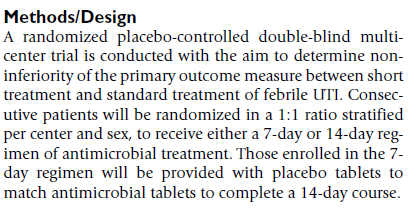 Methods/Design
A randomized placebo-controlled double-blind multi-
center trial is conducted with the aim to determine non-
inferiority of the primary outcome measure between short
treatment and standard treatment of febrile UTI. Consec-
utive patients will be randomized in a 1:1 ratio stratified
per center and sex, to receive either a 7-day or 14-day reg-
imen of antimicrobial treatment. Those enrolled in the 7-
day regimen will be provided with placebo tablets to
match antimicrobial tablets to complete a 14-day course.